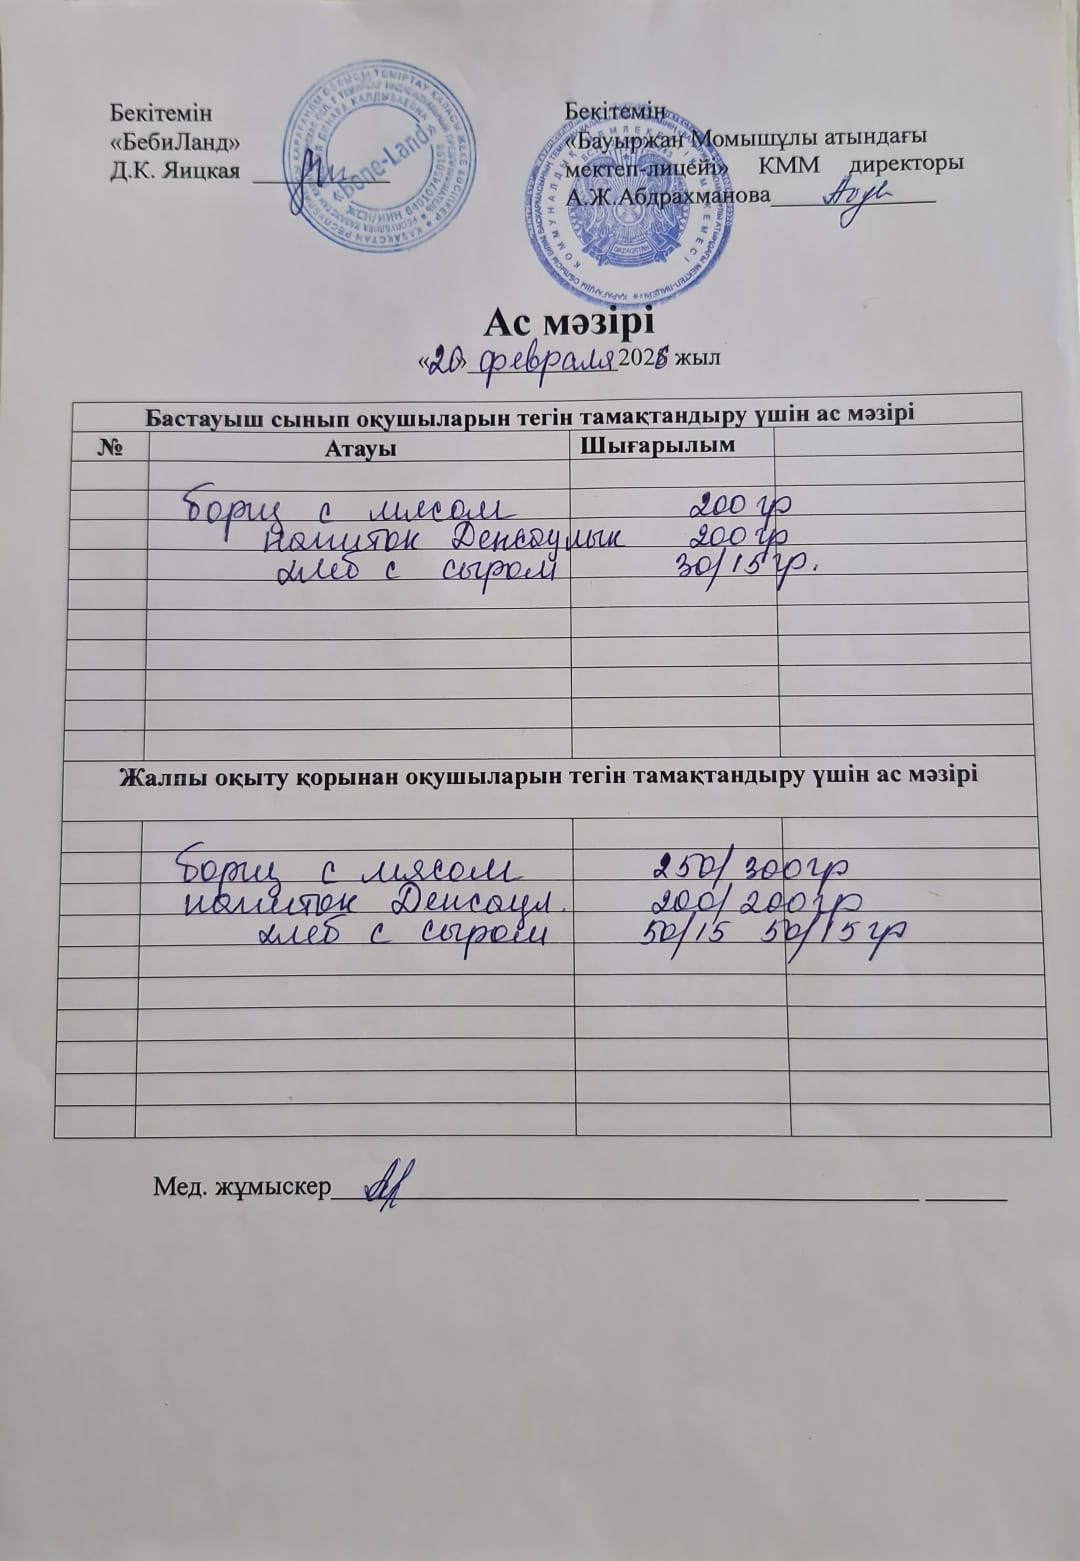 Бекітемін
«БебиЛанд»
Д.К. Яицкая
«Bone-Land»
Бекітемін
«Бауыржан Момышұлы атындағы
мектеп-лицейі» КММ директоры
А.Ж.Абдрахманова
QAZAQSTAN
Ас мәзірі
«20» февраля 2026 жыл
Бастауыш сынып оқушыларын тегін тамақтандыру үшін ас мәзірі
№ Атауы Шығарылым
борщ с мясом 200 гр
напиток Денсаулык 200 гр
хлеб с сыром 30/15 гр.
Жалпы оқыту қорынан оқушыларын тегін тамақтандыру үшін ас мәзірі
борщ с мясом 250/ 300 гр
напиток Денсаул. 200/ 200 гр
хлеб с сыром 50/15 50/15 гр
Мед. жұмыскер